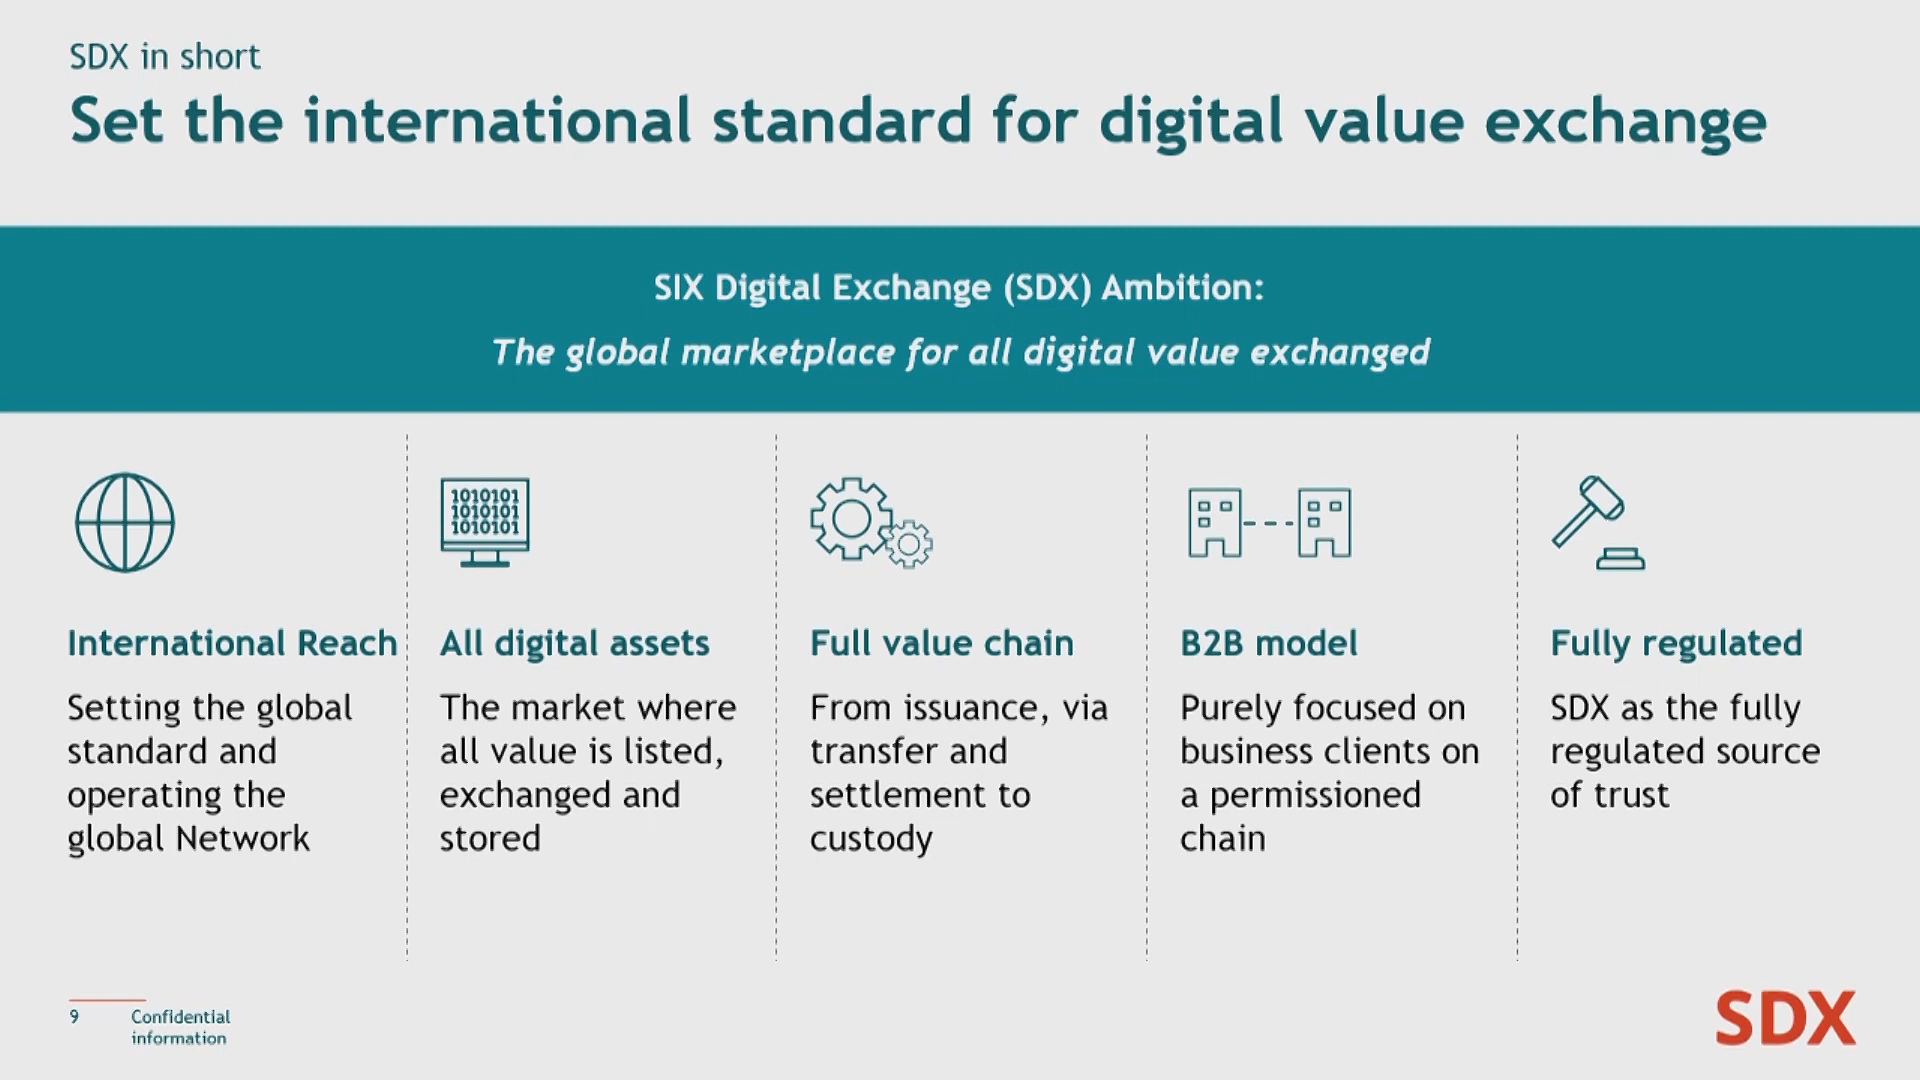 SDX in short
Set the international standard for digital value exchange
SIX Digital Exchange (SDX) Ambition:
The global marketplace for all digital value exchanged
1010101
1010101
1010101
International Reach
Setting the global
standard and
operating the
global Network
All digital assets
The market where
all value is listed,
exchanged and
stored
Full value chain
From issuance, via
transfer and
settlement to
custody
B2B model
Purely focused on
business clients on
a permissioned
chain
Fully regulated
SDX as the fully
regulated source
of trust
9
Confidential
information
SDX